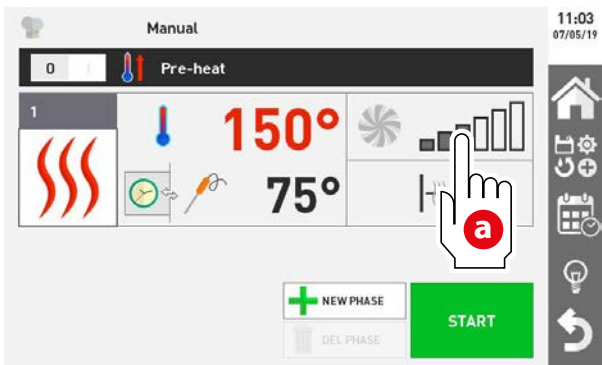 Manual
11:03
07/05/19
0
Pre-heat
1
150°
75°
a
NEW PHASE
DEL PHASE
START